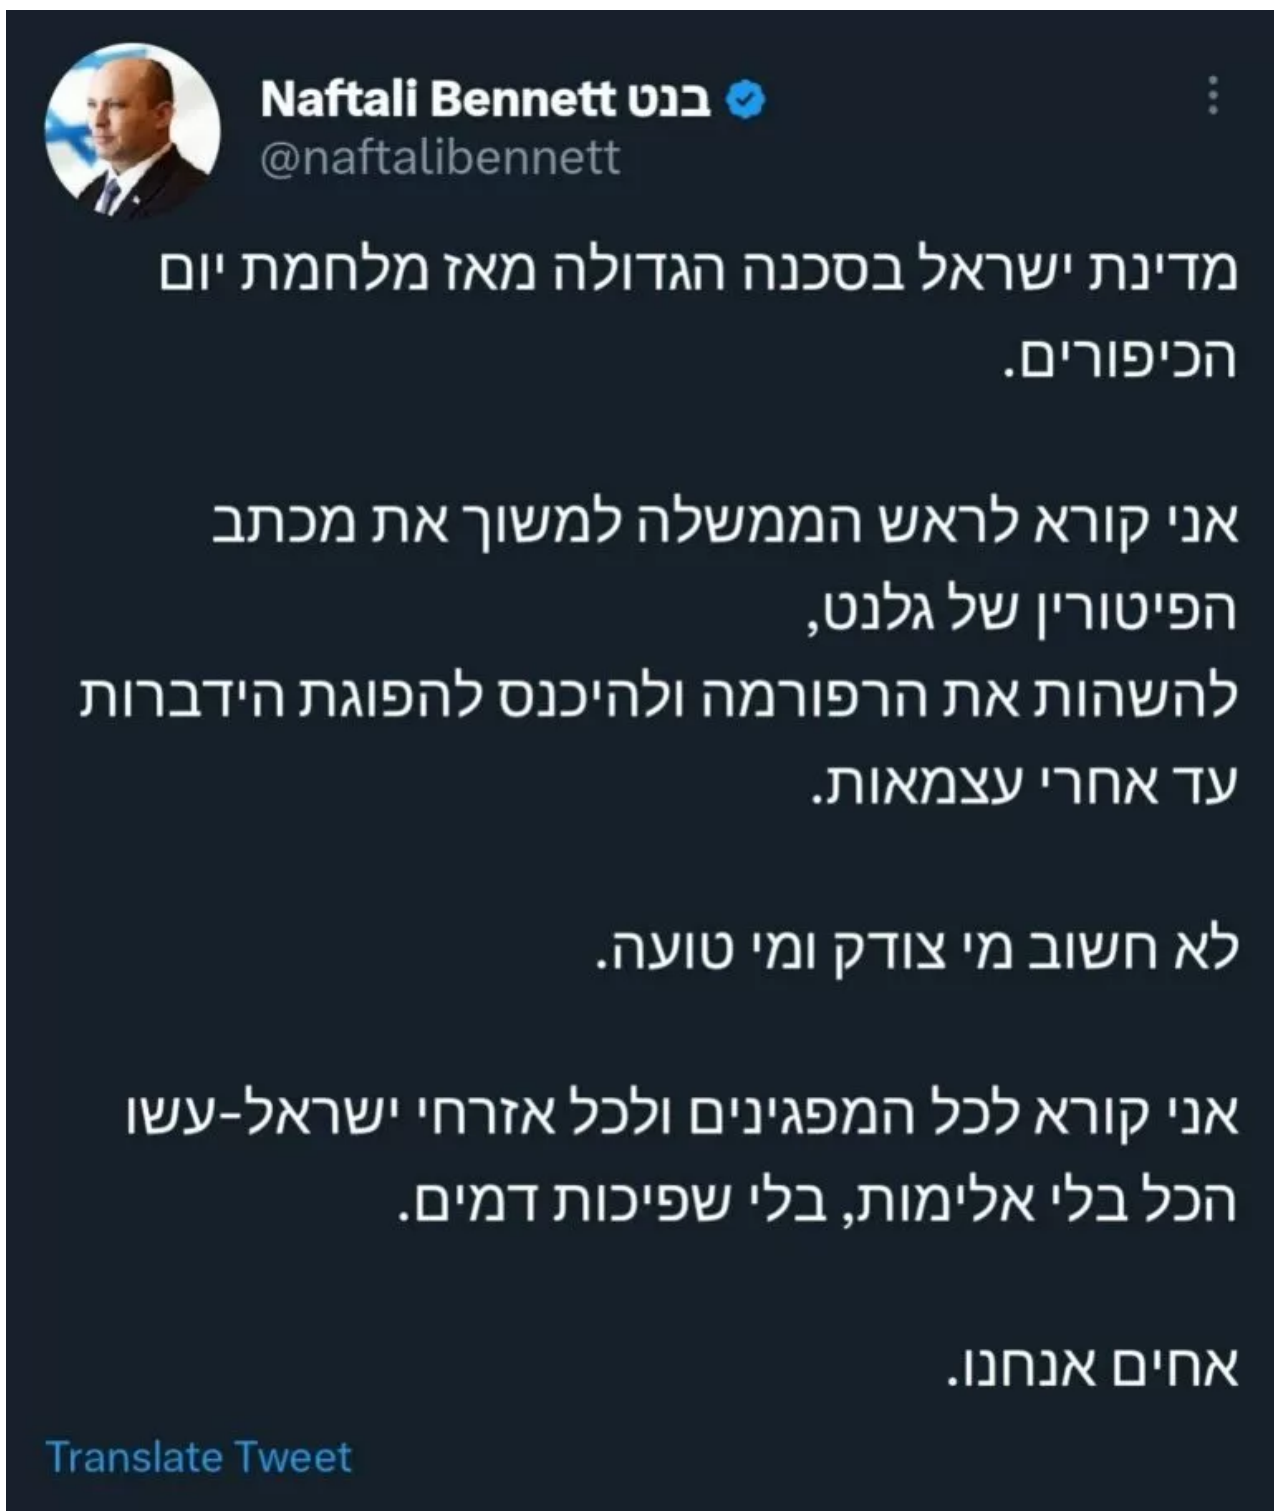 Naftali Bennett בנט
@naftalibennett
מדינת ישראל בסכנה הגדולה מאז מלחמת יום
הכיפורים.
אני קורא לראש הממשלה למשוך את מכתב
הפיטורין של גלנט,
להשהות את הרפורמה ולהיכנס להפוגת הידברות
עד אחרי עצמאות.
לא חשוב מי צודק ומי טועה.
אני קורא לכל המפגינים ולכל אזרחי ישראל-עשו
הכל בלי אלימות, בלי שפיכות דמים.
אחים אנחנו.
Translate Tweet